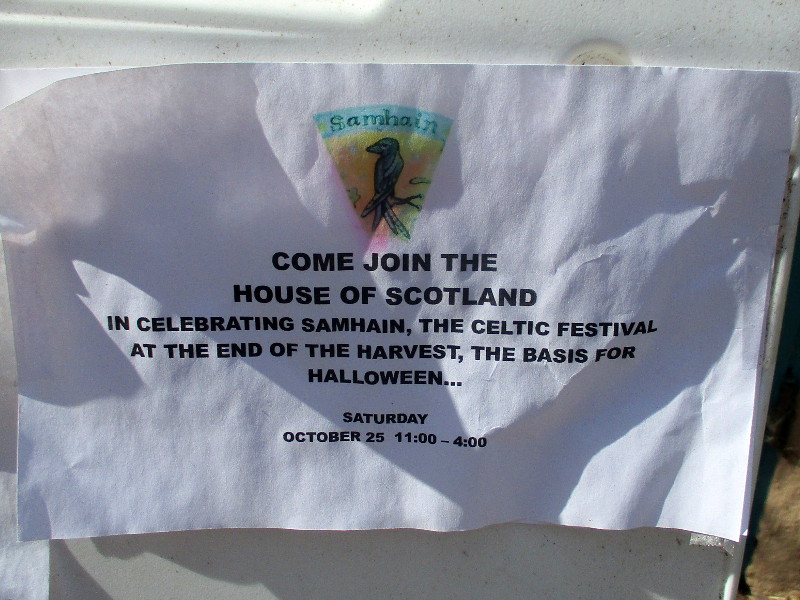 Samhain
COME JOIN THE
HOUSE OF SCOTLAND
IN CELEBRATING SAMHAIN, THE CELTIC FESTIVAL
AT THE END OF THE HARVEST, THE BASIS FOR
HALLOWEEN...
SATURDAY
OCTOBER 25 11:00 – 4:00